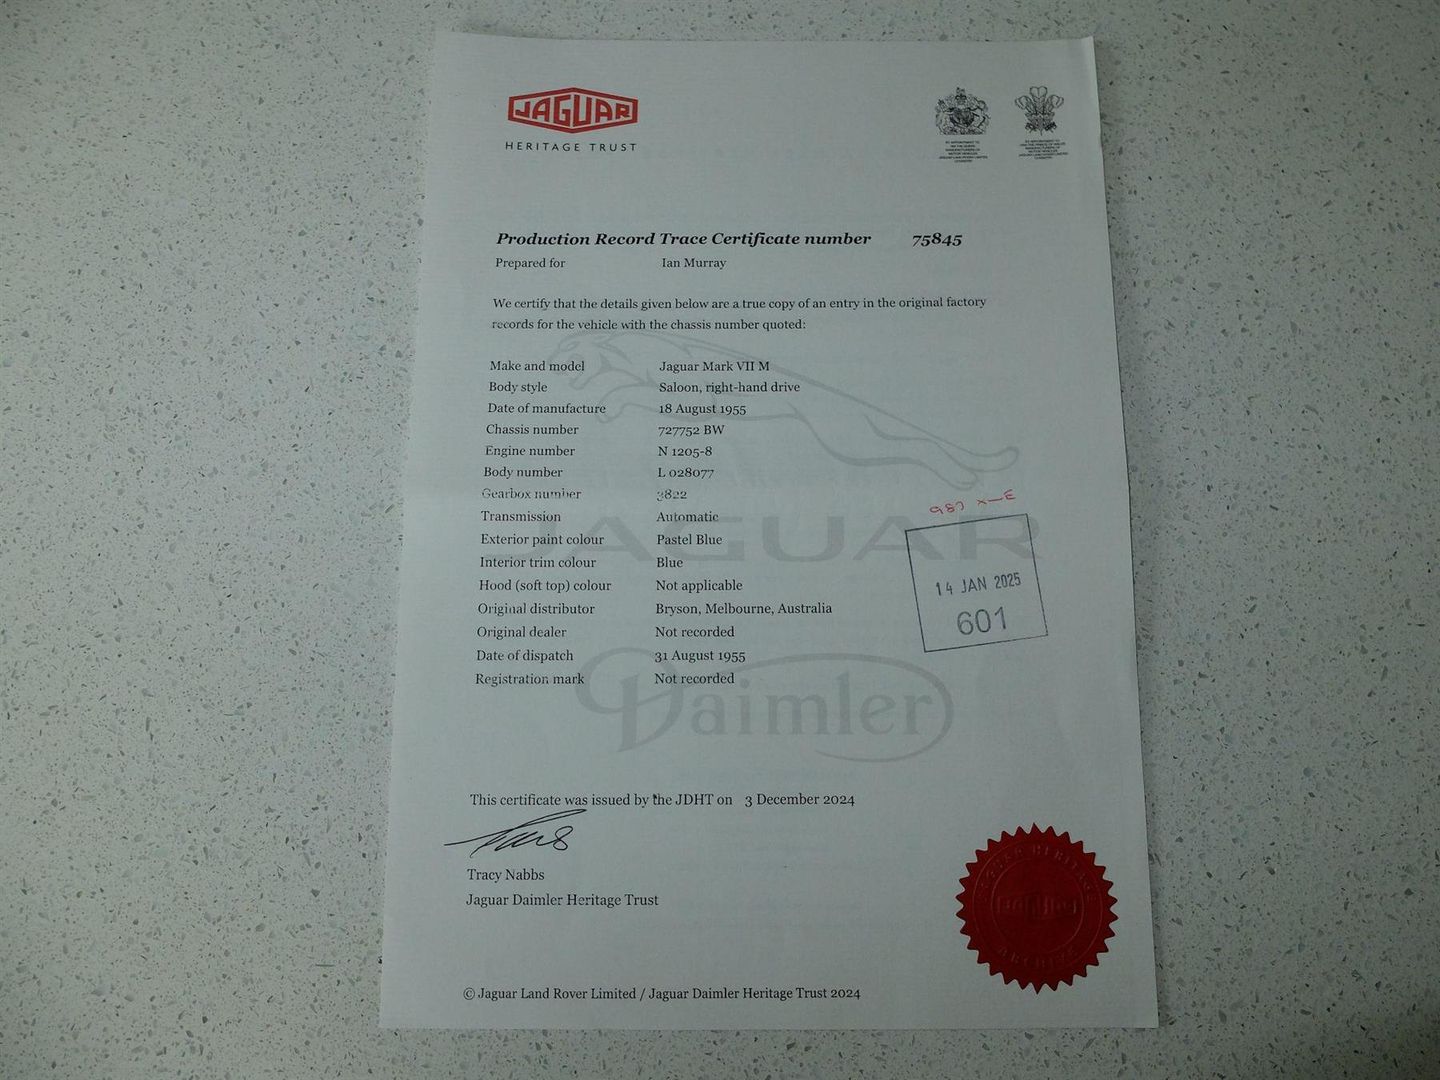 JAGUAR
HERITAGE TRUST
Production Record Trace Certificate number 75845
Prepared for Ian Murray
We certify that the details given below are a true copy of an entry in the original factory
records for the vehicle with the chassis number quoted:
Make and model Jaguar Mark VII M
Body style Saloon, right-hand drive
Date of manufacture 18 August 1955
Chassis number 727752 BW
Engine number N 1205-8
Body number L 028077
Gearbox number 3822
Transmission Automatic
Exterior paint colour Pastel Blue
Interior trim colour Blue
Hood (soft top) colour Not applicable
Original distributor Bryson, Melbourne, Australia
Original dealer Not recorded
Date of dispatch 31 August 1955
Registration mark Not recorded
JAGUAR
Daimler
14 JAN 2025
601
This certificate was issued by the JDHT on 3 December 2024
Tracy Nabbs
Jaguar Daimler Heritage Trust
JAGUAR HERITAGE
JAGUAR
ARCHIVE
© Jaguar Land Rover Limited / Jaguar Daimler Heritage Trust 2024